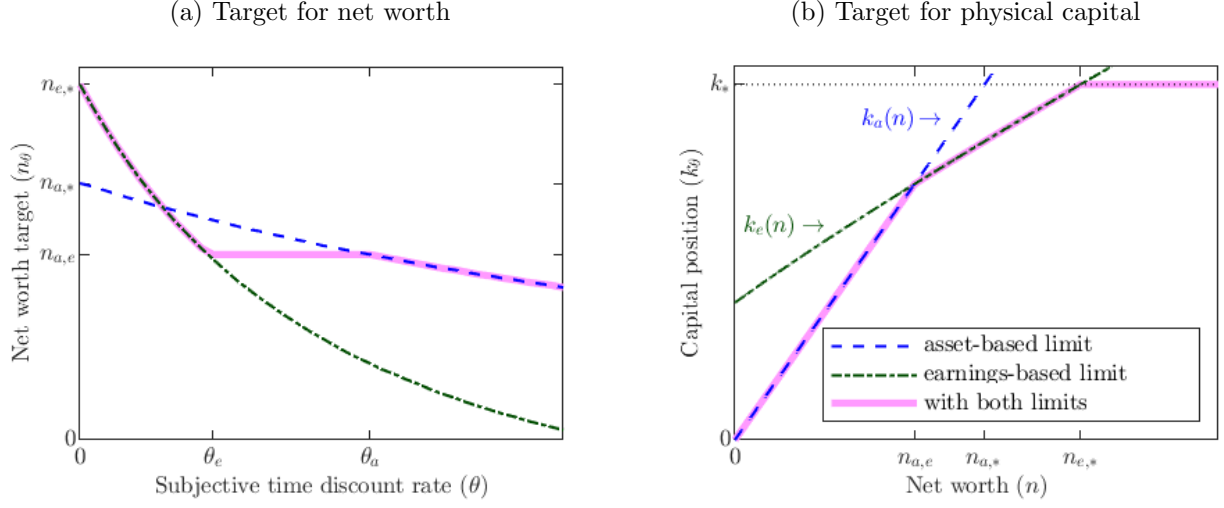 (a) Target for net worth
Net worth target (n_θ)
n_{e,*}
n_{a,*}
n_{a,e}
0
0
θ_e
θ_a
Subjective time discount rate (θ)
(b) Target for physical capital
Capital position (k_θ)
k_*
k_a(n) →
k_e(n) →
asset-based limit
earnings-based limit
with both limits
0
0
n_{a,e}
n_{a,*}
n_{e,*}
Net worth (n)